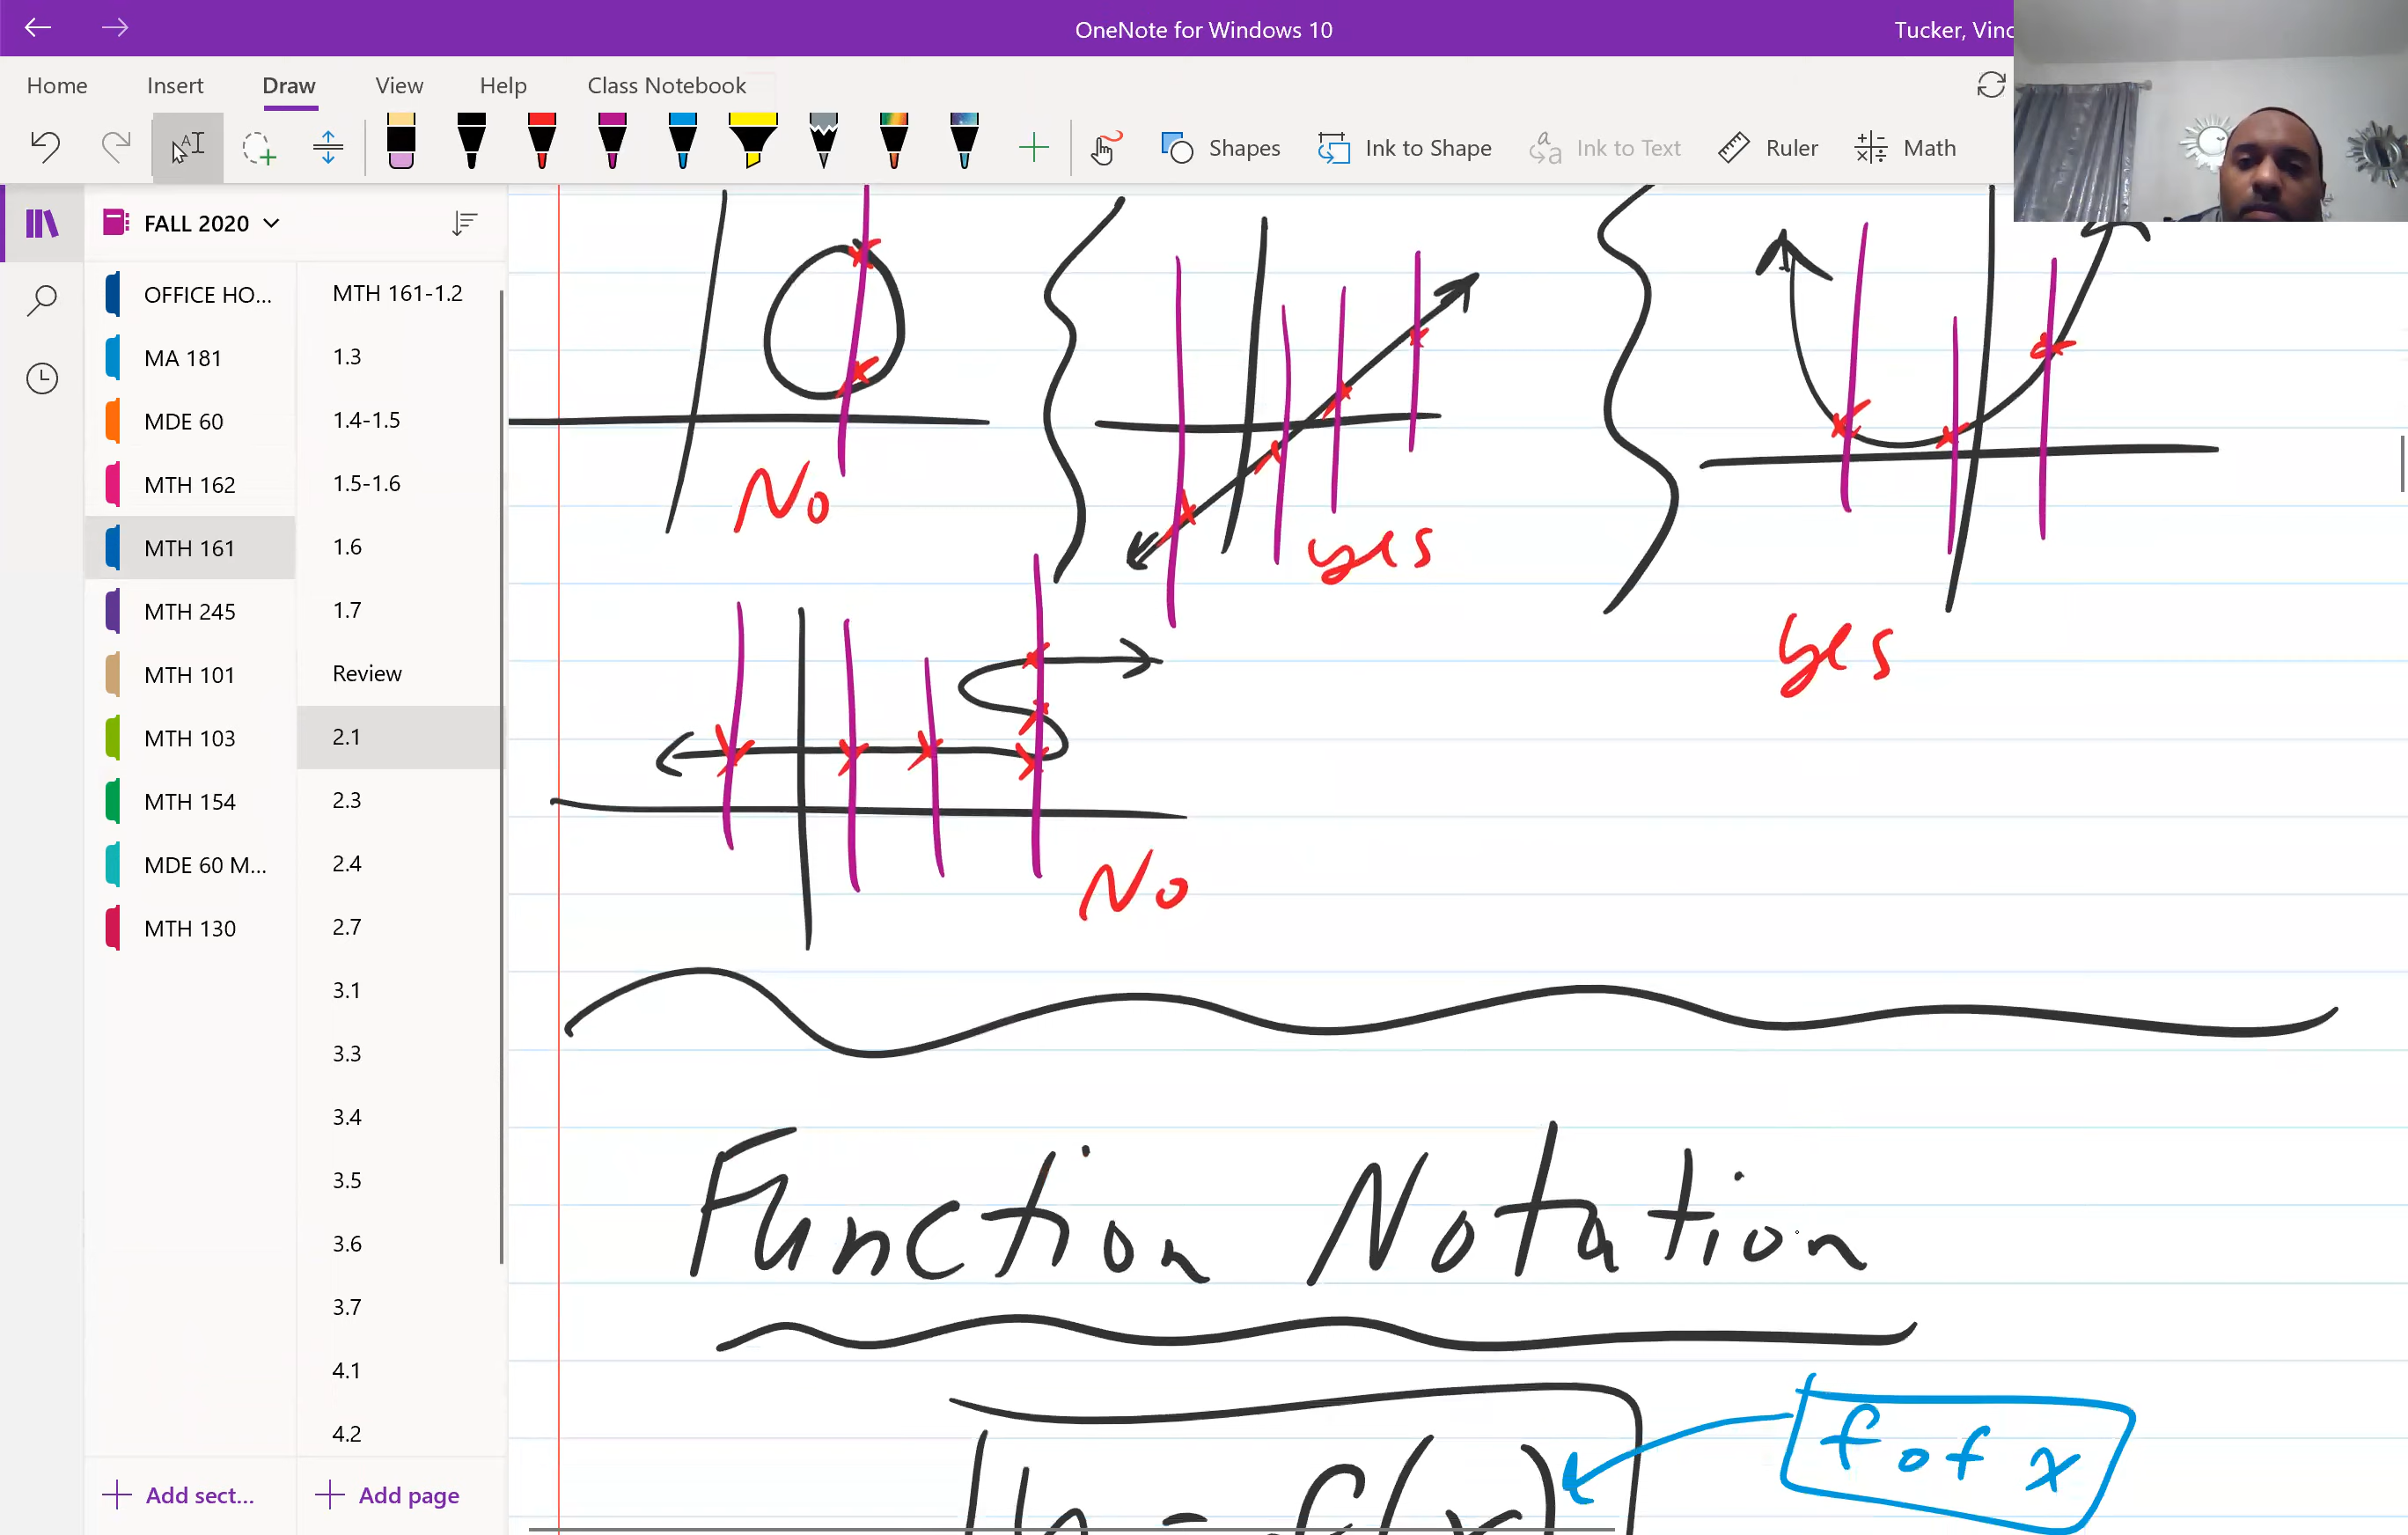 OneNote for Windows 10
Tucker, Vinc
Home Insert Draw View Help Class Notebook
Shapes Ink to Shape Ink to Text Ruler Math
FALL 2020
OFFICE HO...
MA 181
MDE 60
MTH 162
MTH 161
MTH 245
MTH 101
MTH 103
MTH 154
MDE 60 M...
MTH 130
Add sect...
MTH 161-1.2
1.3
1.4-1.5
1.5-1.6
1.6
1.7
Review
2.1
2.3
2.4
2.7
3.1
3.3
3.4
3.5
3.6
3.7
4.1
4.2
Add page
No
yes
yes
No
Function Notation
f of x
y = f(x)